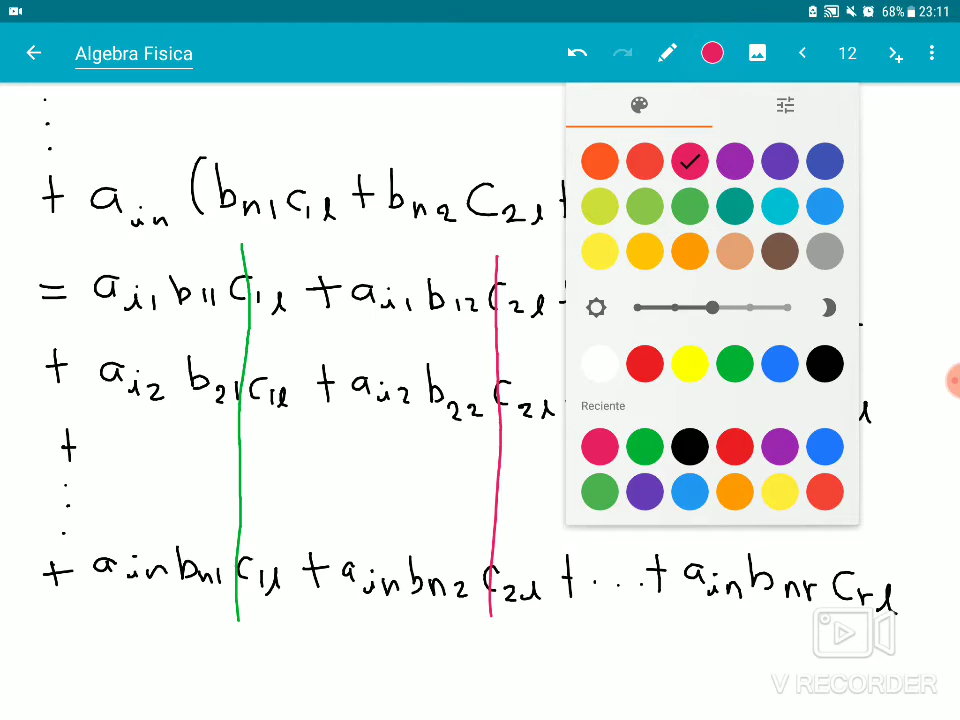 68% 23:11
Algebra Fisica 12
+ a_in (b_n1 c_1l + b_n2 c_2l +
= a_i1 b_11 c_1l + a_i1 b_12 c_2l +
+ a_i2 b_21 c_1l + a_i2 b_22 c_2l
Reciente
+
+ a_in b_n1 c_1l + a_in b_n2 c_2l + ... + a_in b_nr c_rl
V RECORDER